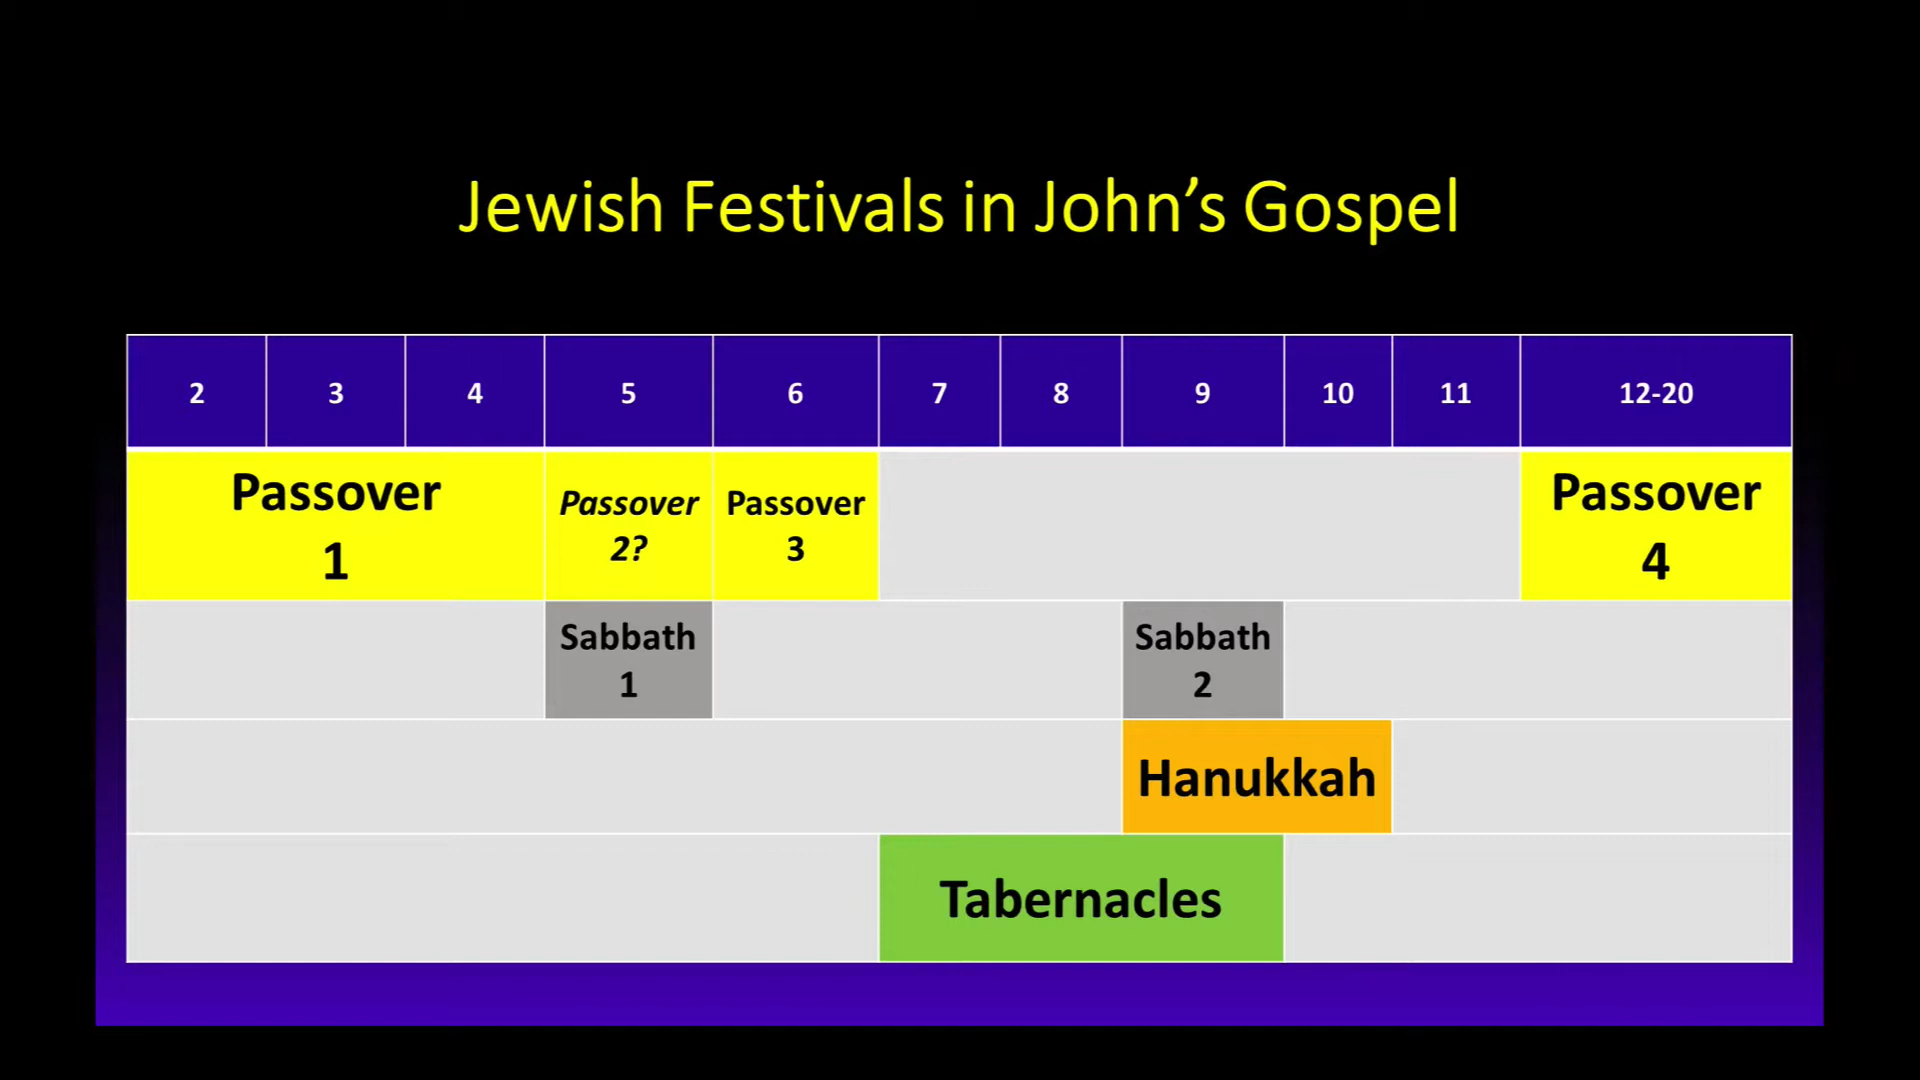 Jewish Festivals in John’s Gospel
2 3 4 5 6 7 8 9 10 11 12-20
Passover
1
Passover
2?
Passover
3
Passover
4
Sabbath
1
Sabbath
2
Hanukkah
Tabernacles